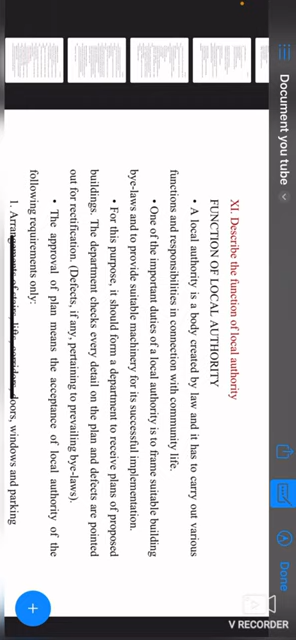 Document you tube
Done
XI. Describe the function of local authority
FUNCTION OF LOCAL AUTHORITY
• A local authority is a body created by law and it has to carry out various
functions and responsibilities in connection with community life.
• One of the important duties of a local authority is to frame suitable building
bye-laws and to provide suitable machinery for its successful implementation.
• For this purpose, it should form a department to receive plans of proposed
buildings. The department checks every detail on the plan and defects are pointed
out for rectification. (Defects, if any, pertaining to prevailing bye-laws).
• The approval of plan means the acceptance of local authority of the
following requirements only:
1. doors, windows and parking
V RECORDER